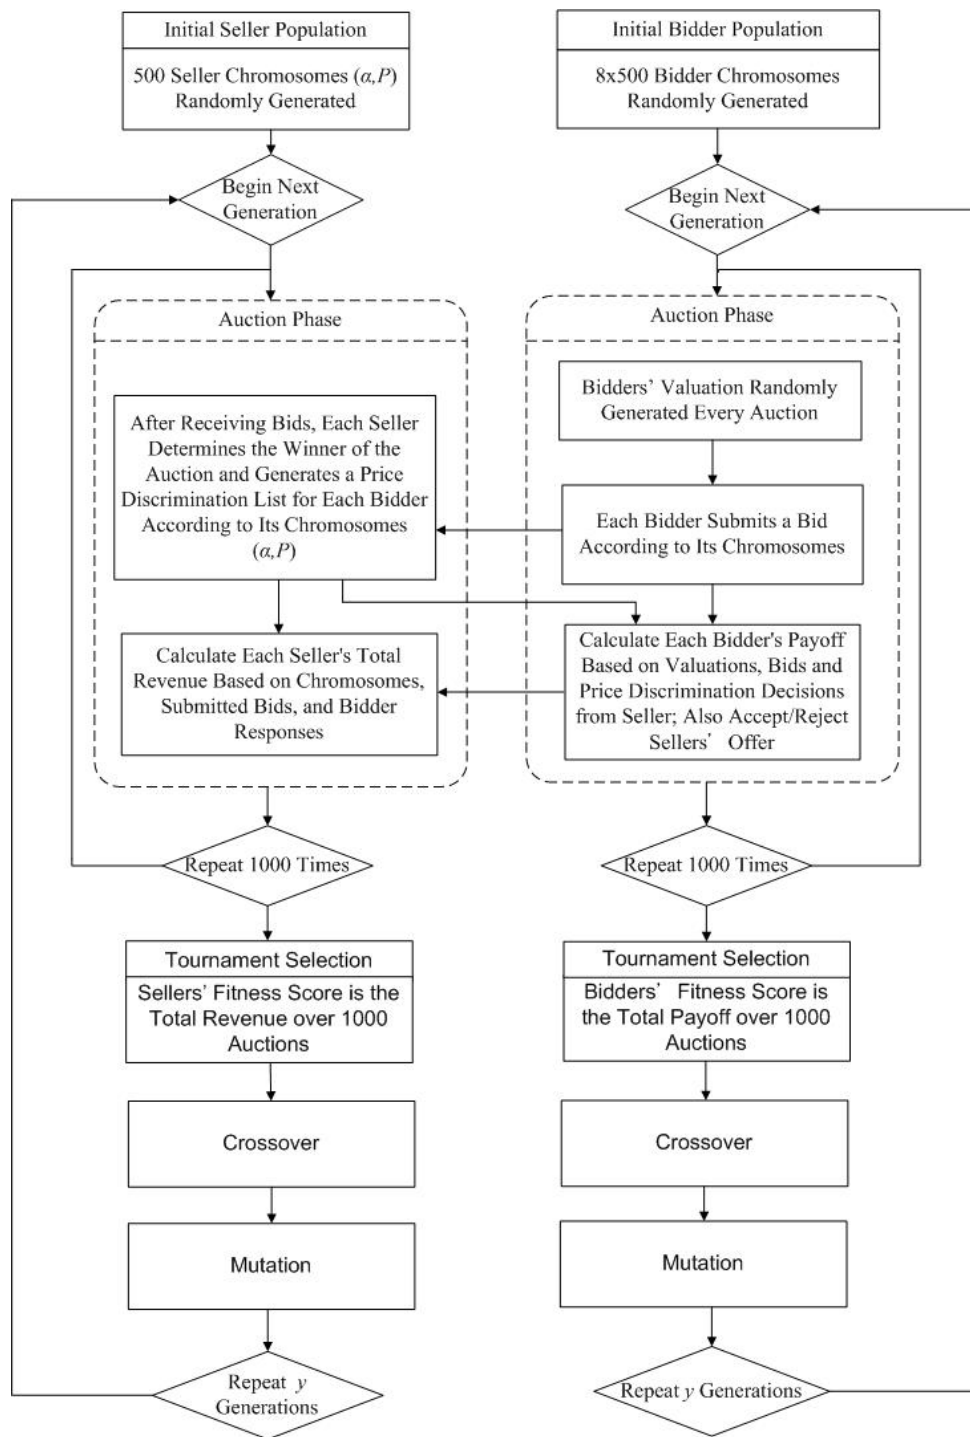 Initial Seller Population
500 Seller Chromosomes (α,P)
Randomly Generated
Begin Next
Generation
Auction Phase
After Receiving Bids, Each Seller
Determines the Winner of the
Auction and Generates a Price
Discrimination List for Each Bidder
According to Its Chromosomes
(α,P)
Calculate Each Seller's Total
Revenue Based on Chromosomes,
Submitted Bids, and Bidder
Responses
Repeat 1000 Times
Tournament Selection
Sellers' Fitness Score is the
Total Revenue over 1000
Auctions
Crossover
Mutation
Repeat y
Generations
Initial Bidder Population
8x500 Bidder Chromosomes
Randomly Generated
Begin Next
Generation
Auction Phase
Bidders' Valuation Randomly
Generated Every Auction
Each Bidder Submits a Bid
According to Its Chromosomes
Calculate Each Bidder's Payoff
Based on Valuations, Bids and
Price Discrimination Decisions
from Seller; Also Accept/Reject
Sellers' Offer
Repeat 1000 Times
Tournament Selection
Bidders' Fitness Score is
the Total Payoff over 1000
Auctions
Crossover
Mutation
Repeat y Generations